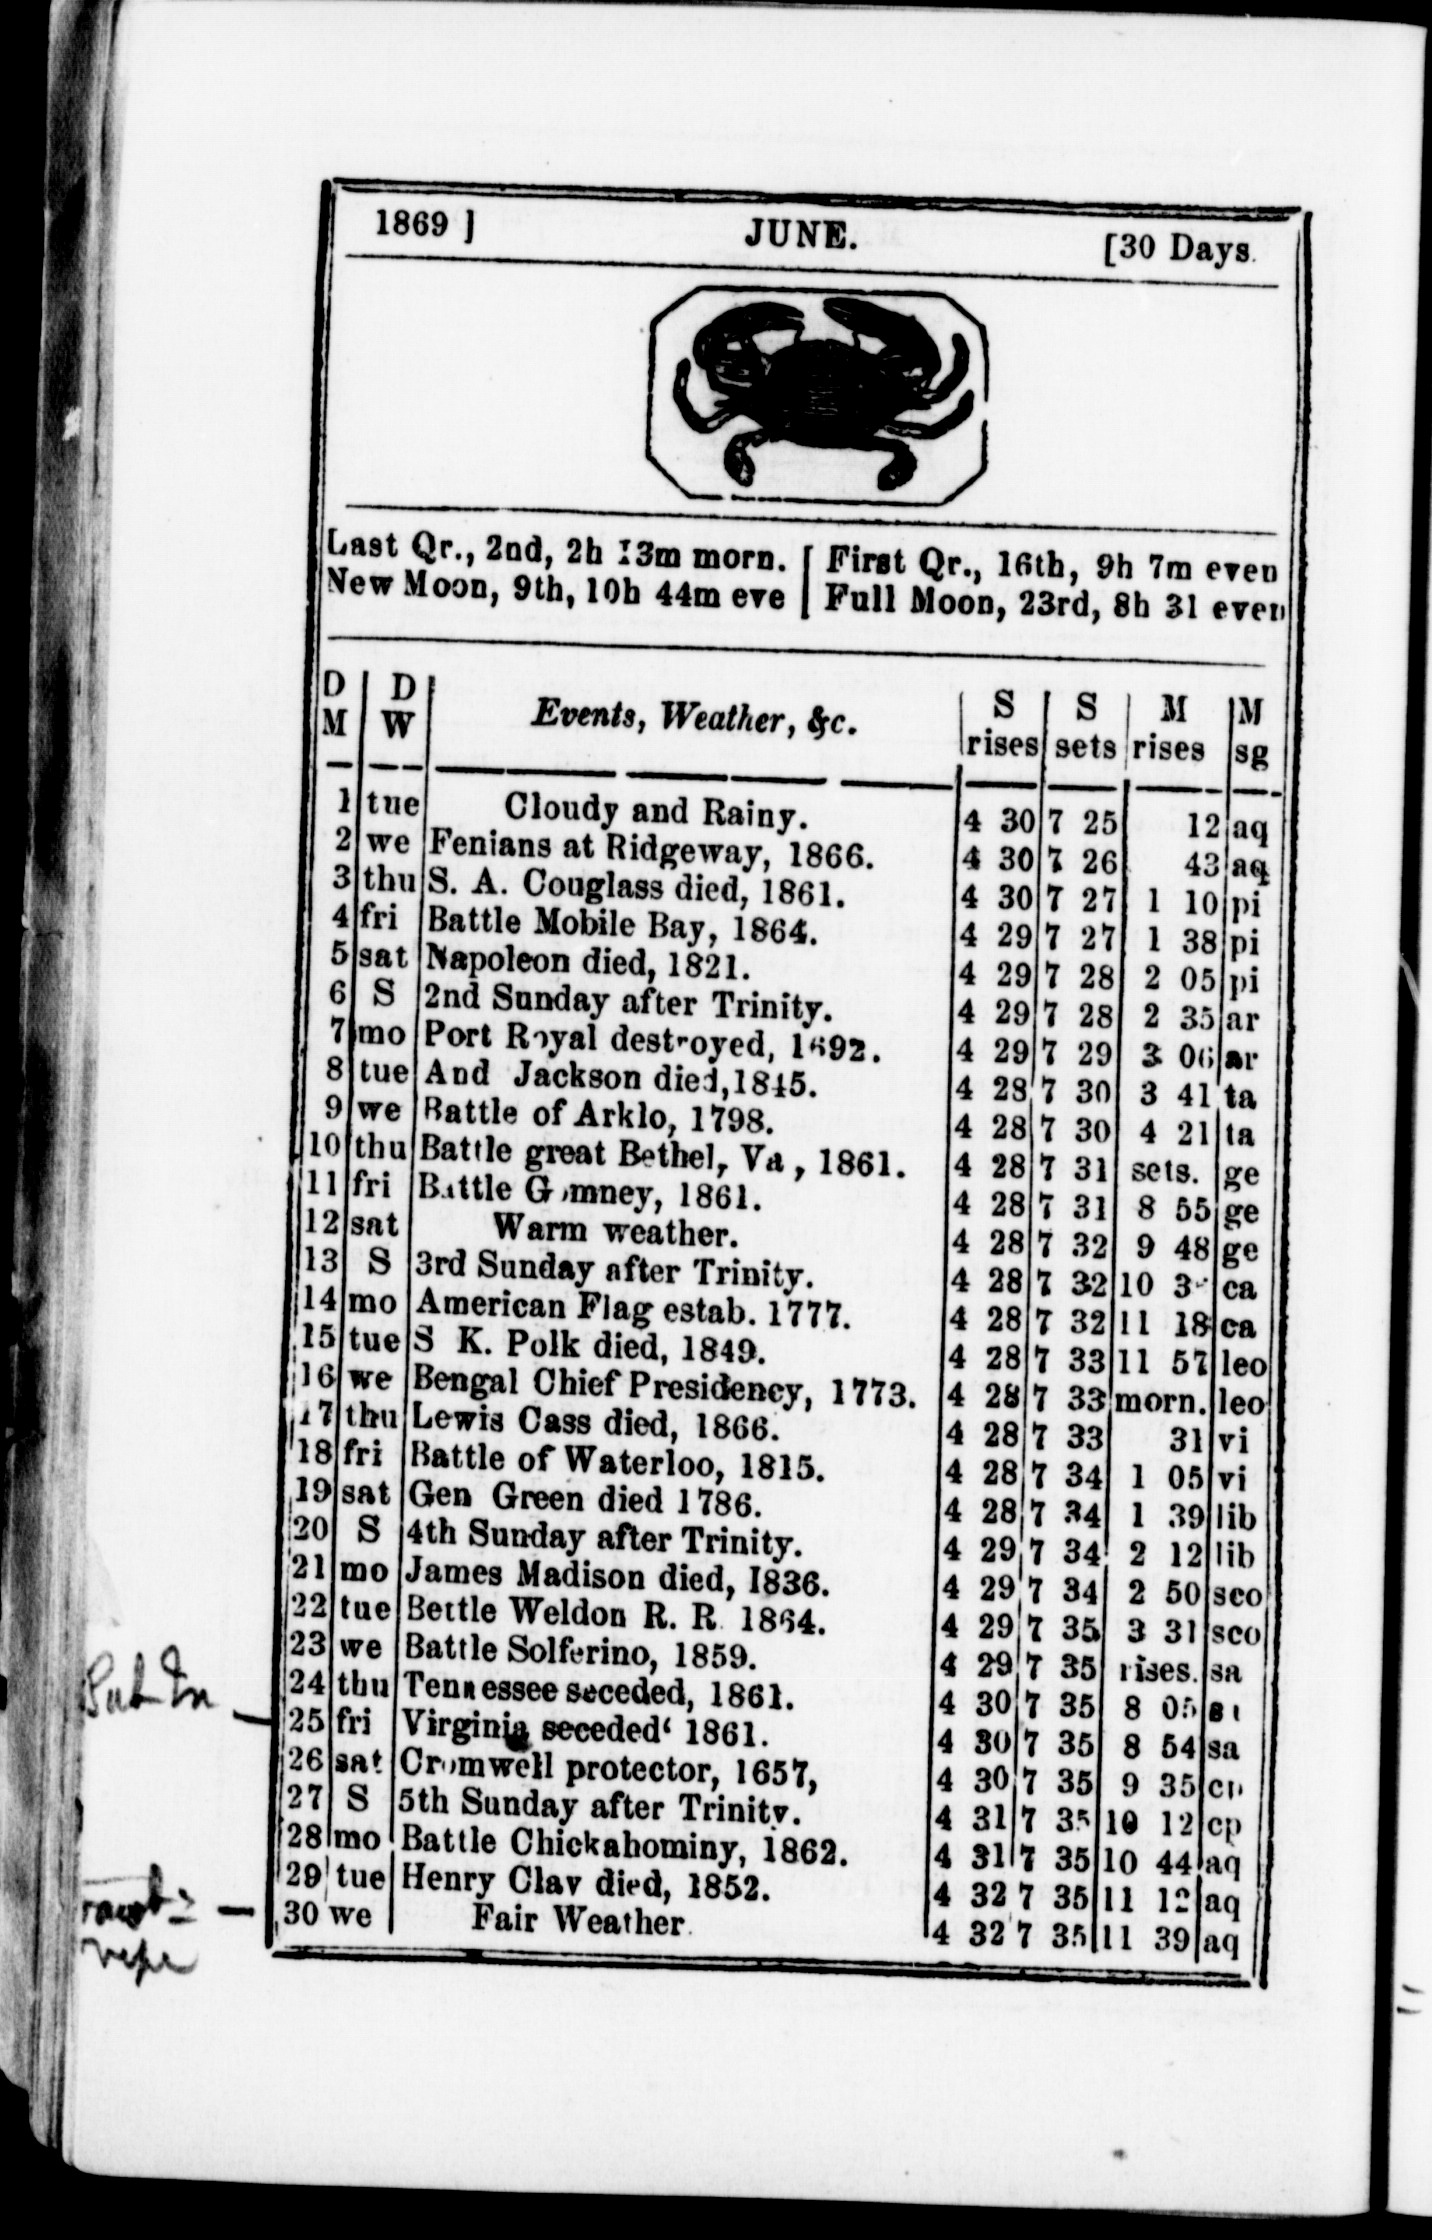 1869 ] JUNE. [30 Days.
Last Qr., 2nd, 2h 13m morn. [ First Qr., 16th, 9h 7m even
New Moon, 9th, 10h 44m eve | Full Moon, 23rd, 8h 31 even
D M | D W | Events, Weather, &c. | S rises | S sets | M rises | M sg
1 tue Cloudy and Rainy. 4 30 7 25 12 aq
2 we Fenians at Ridgeway, 1866. 4 30 7 26 43 aq
3 thu S. A. Couglass died, 1861. 4 30 7 27 1 10 pi
4 fri Battle Mobile Bay, 1864. 4 29 7 27 1 38 pi
5 sat Napoleon died, 1821. 4 29 7 28 2 05 pi
6 S 2nd Sunday after Trinity. 4 29 7 28 2 35 ar
7 mo Port Royal destroyed, 1692. 4 29 7 29 3 06 ar
8 tue And Jackson died, 1845. 4 28 7 30 3 41 ta
9 we Battle of Arklo, 1798. 4 28 7 30 4 21 ta
10 thu Battle great Bethel, Va, 1861. 4 28 7 31 sets. ge
11 fri Battle Gomney, 1861. 4 28 7 31 8 55 ge
12 sat Warm weather. 4 28 7 32 9 48 ge
13 S 3rd Sunday after Trinity. 4 28 7 32 10 ca
14 mo American Flag estab. 1777. 4 28 7 32 11 18 ca
15 tue S K. Polk died, 1849. 4 28 7 33 11 57 leo
16 we Bengal Chief Presidency, 1773. 4 28 7 33 morn. leo
17 thu Lewis Cass died, 1866. 4 28 7 33 31 vi
18 fri Battle of Waterloo, 1815. 4 28 7 34 1 05 vi
19 sat Gen Green died 1786. 4 28 7 34 1 39 lib
20 S 4th Sunday after Trinity. 4 29 7 34 2 12 lib
21 mo James Madison died, 1836. 4 29 7 34 2 50 sco
22 tue Bettle Weldon R. R. 1864. 4 29 7 35 3 31 sco
23 we Battle Solferino, 1859. 4 29 7 35 rises. sa
24 thu Tennessee seceded, 1861. 4 30 7 35 8 05
25 fri Virginia seceded‘ 1861. 4 30 7 35 8 54 sa
26 sat Cromwell protector, 1657, 4 30 7 35 9 35 cp
27 S 5th Sunday after Trinity. 4 31 7 35 10 12 cp
28 mo Battle Chickahominy, 1862. 4 31 7 35 10 44 aq
29 tue Henry Clay died, 1852. 4 32 7 35 11 12 aq
30 we Fair Weather. 4 32 7 35 11 39 aq